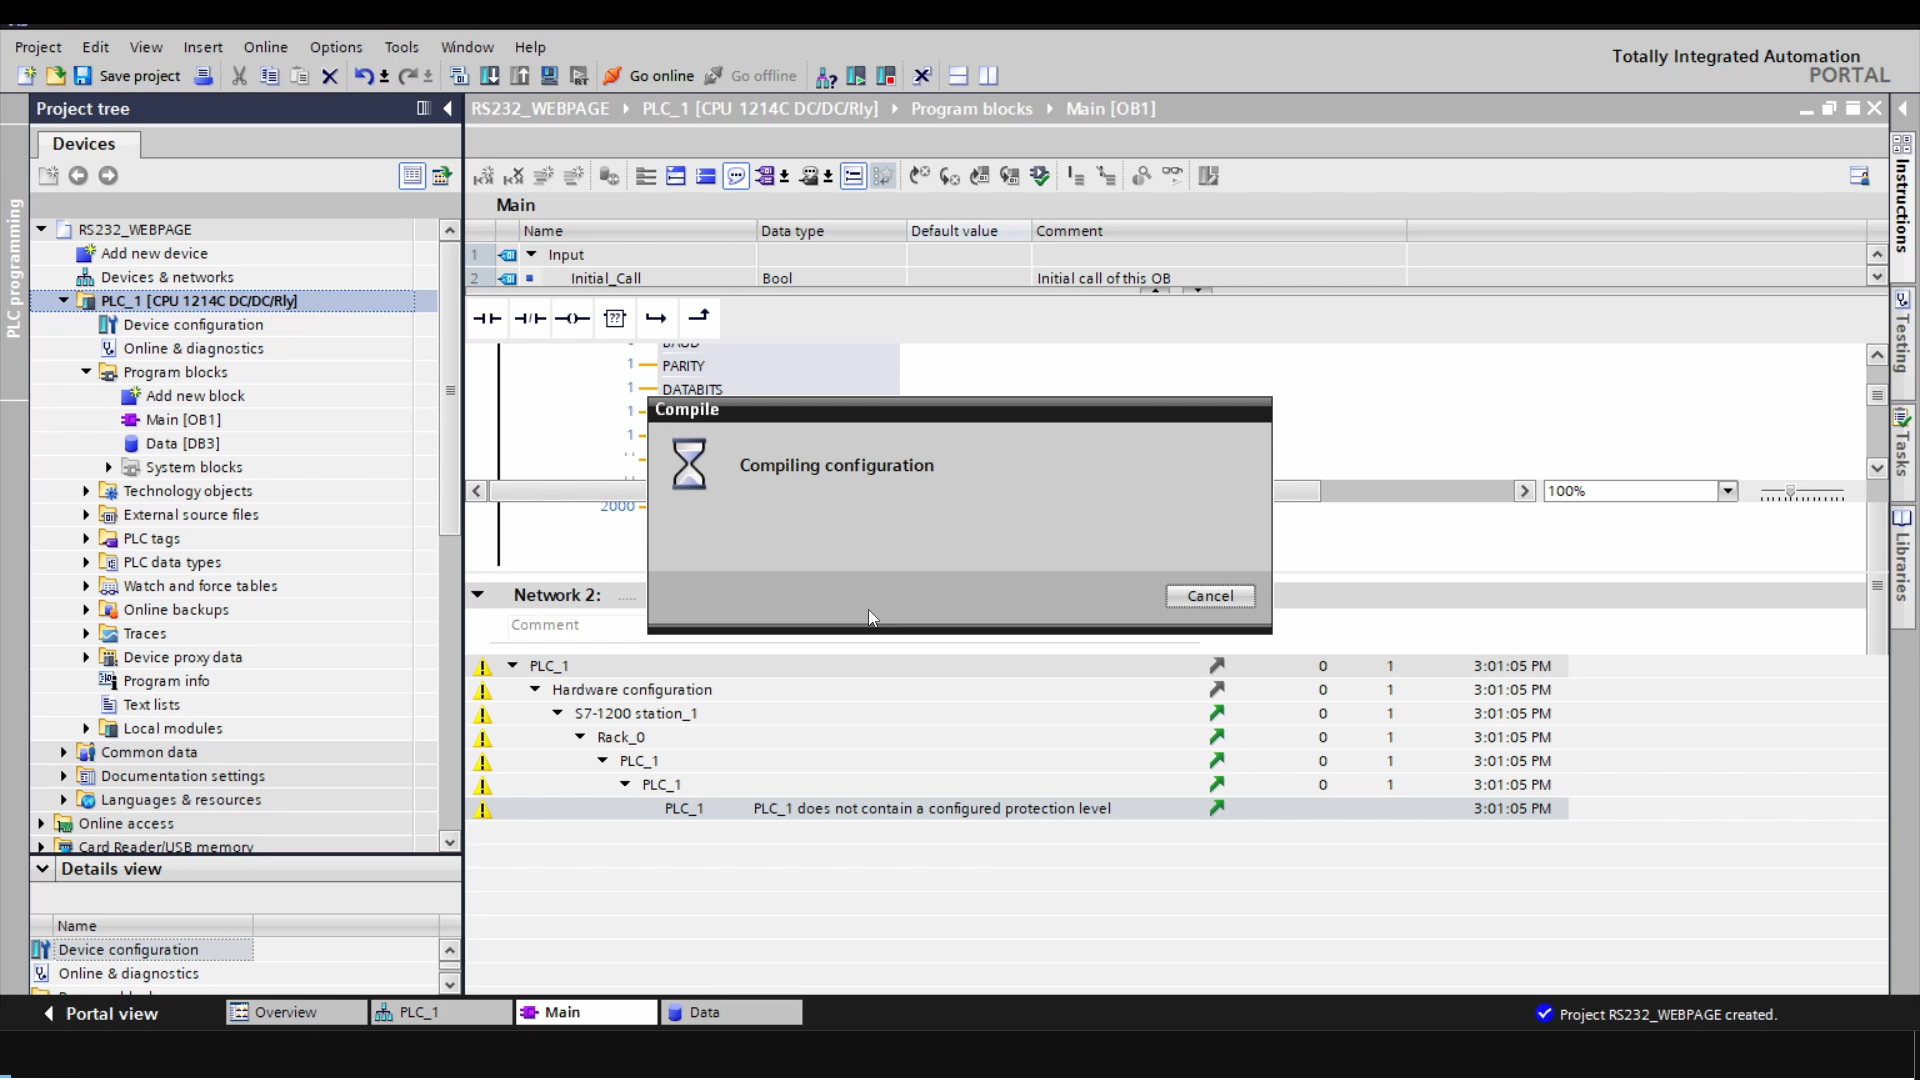 Project Edit View Insert Online Options Tools Window Help
Totally Integrated Automation
PORTAL
Save project Go online Go offline
Project tree
RS232_WEBPAGE PLC_1 [CPU 1214C DC/DC/Rly] Program blocks Main [OB1]
Devices
PLC programming
Main
Name Data type Default value Comment
1 Input
2 Initial_Call Bool Initial call of this OB
RS232_WEBPAGE
Add new device
Devices & networks
PLC_1 [CPU 1214C DC/DC/Rly]
Device configuration
Online & diagnostics
Program blocks
Add new block
Main [OB1]
Data [DB3]
System blocks
Technology objects
External source files
PLC tags
PLC data types
Watch and force tables
Online backups
Traces
Device proxy data
Program info
Text lists
Local modules
Common data
Documentation settings
Languages & resources
Online access
Card Reader/USB memory
??
BAUD
1 PARITY
1 DATABITS
1
1
' '
2000
100%
Compile
Compiling configuration
Cancel
Network 2: .....
Comment
PLC_1 0 1 3:01:05 PM
Hardware configuration 0 1 3:01:05 PM
S7-1200 station_1 0 1 3:01:05 PM
Rack_0 0 1 3:01:05 PM
PLC_1 0 1 3:01:05 PM
PLC_1 0 1 3:01:05 PM
PLC_1 PLC_1 does not contain a configured protection level 3:01:05 PM
Instructions
Testing
Tasks
Libraries
Details view
Name
Device configuration
Online & diagnostics
Portal view Overview PLC_1 Main Data
Project RS232_WEBPAGE created.